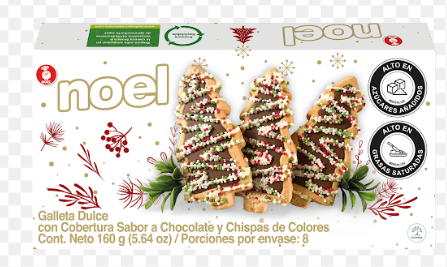 noel
noel
ALTO EN
AZÚCARES AÑADIDOS
ALTO EN
GRASAS SATURADAS
Galleta Dulce
con Cobertura Sabor a Chocolate y Chispas de Colores
Cont. Neto 160 g (5.64 oz) / Porciones por envase: 8